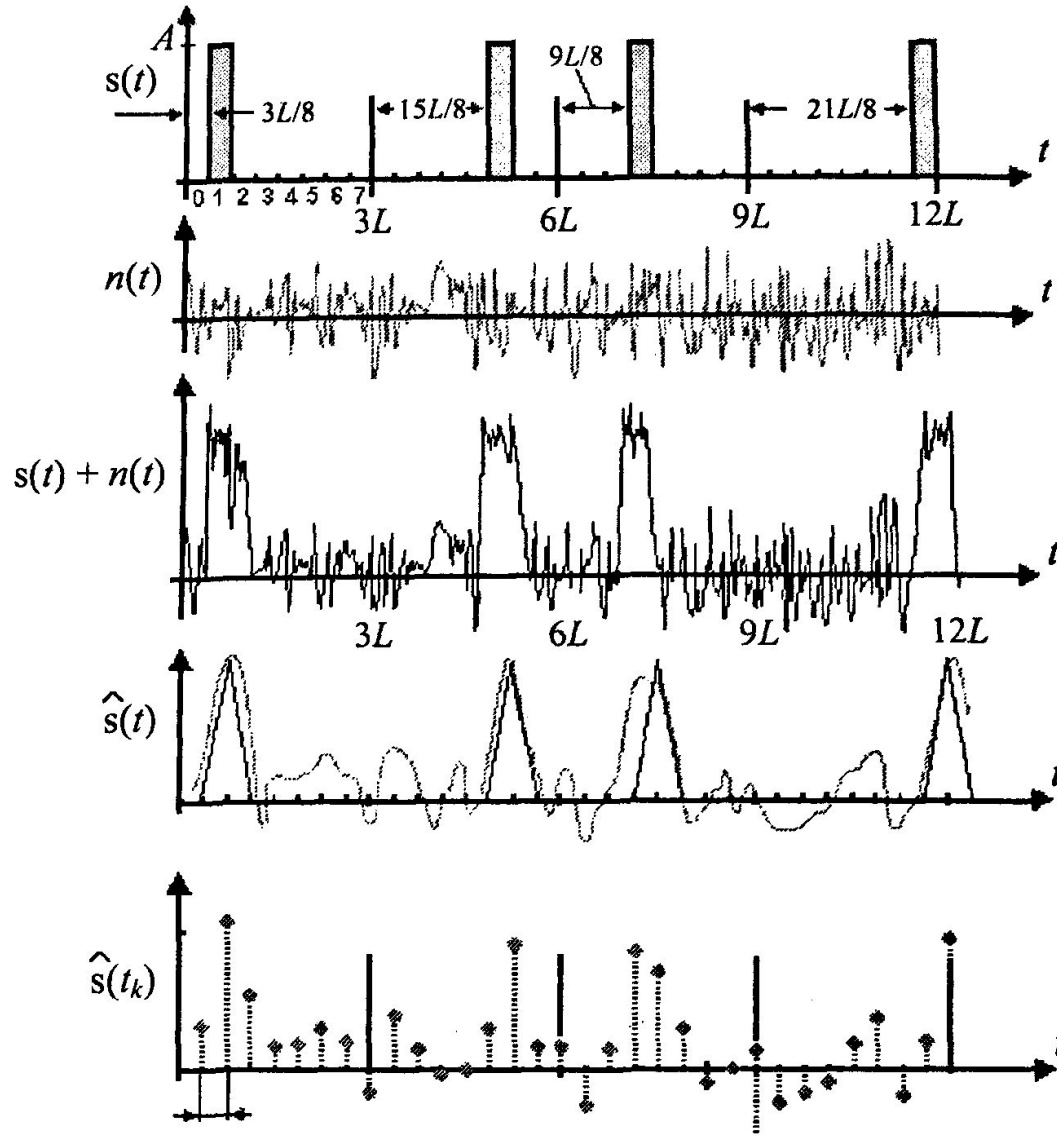 A
s(t)
3L/8
15L/8
9L/8
21L/8
t
0 1 2 3 4 5 6 7
3L
6L
9L
12L
n(t)
t
s(t) + n(t)
t
3L
6L
9L
12L
ŝ(t)
t
ŝ(tₖ)
t